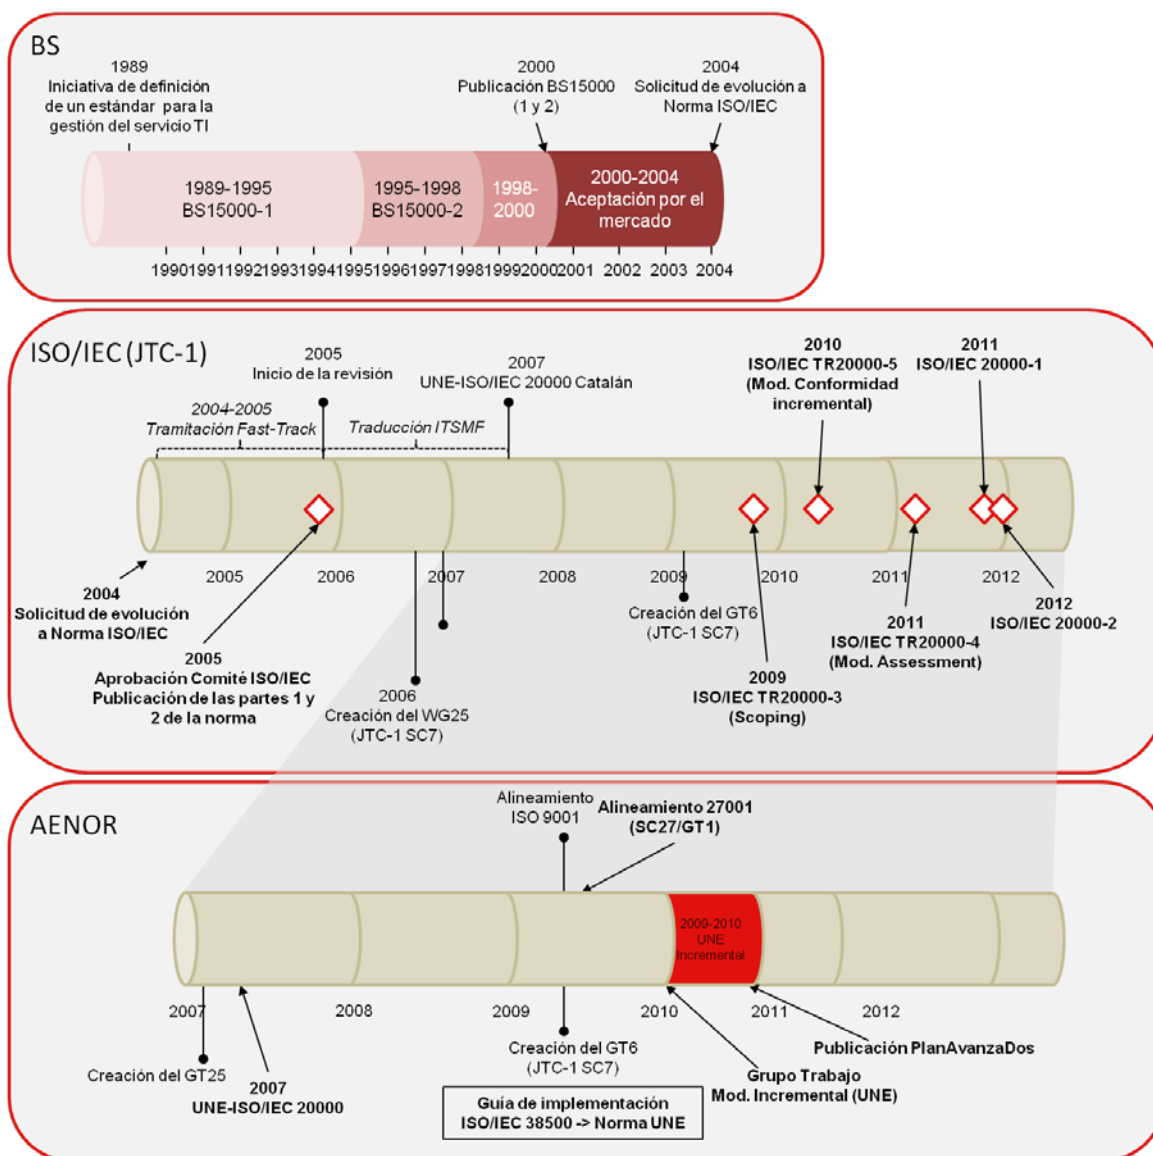 BS
1989
Iniciativa de definición
de un estándar para la
gestión del servicio TI
2000
Publicación BS15000
(1 y 2)
2004
Solicitud de evolución a
Norma ISO/IEC
1989-1995
BS15000-1
1995-1998
BS15000-2
1998-
2000
2000-2004
Aceptación por el
mercado
1990 1991 1992 1993 1994 1995 1996 1997 1998 1999 2000 2001 2002 2003 2004
ISO/IEC (JTC-1)
2005
Inicio de la revisión
2007
UNE-ISO/IEC 20000 Catalán
2010
ISO/IEC TR20000-5
(Mod. Conformidad
incremental)
2011
ISO/IEC 20000-1
2004-2005
Tramitación Fast-Track
Traducción ITSMF
2005 2006 2007 2008 2009 2010 2011 2012
2004
Solicitud de evolución
a Norma ISO/IEC
2005
Aprobación Comité ISO/IEC
Publicación de las partes 1 y
2 de la norma
2006
Creación del WG25
(JTC-1 SC7)
Creación del GT6
(JTC-1 SC7)
2009
ISO/IEC TR20000-3
(Scoping)
2011
ISO/IEC TR20000-4
(Mod. Assessment)
2012
ISO/IEC 20000-2
AENOR
Alineamiento
ISO 9001
Alineamiento 27001
(SC27/GT1)
2009-2010
UNE
Incremental
2007 2008 2009 2010 2011 2012
Creación del GT25
2007
UNE-ISO/IEC 20000
Creación del GT6
(JTC-1 SC7)
Grupo Trabajo
Mod. Incremental (UNE)
Publicación PlanAvanzaDos
Guía de implementación
ISO/IEC 38500 -> Norma UNE